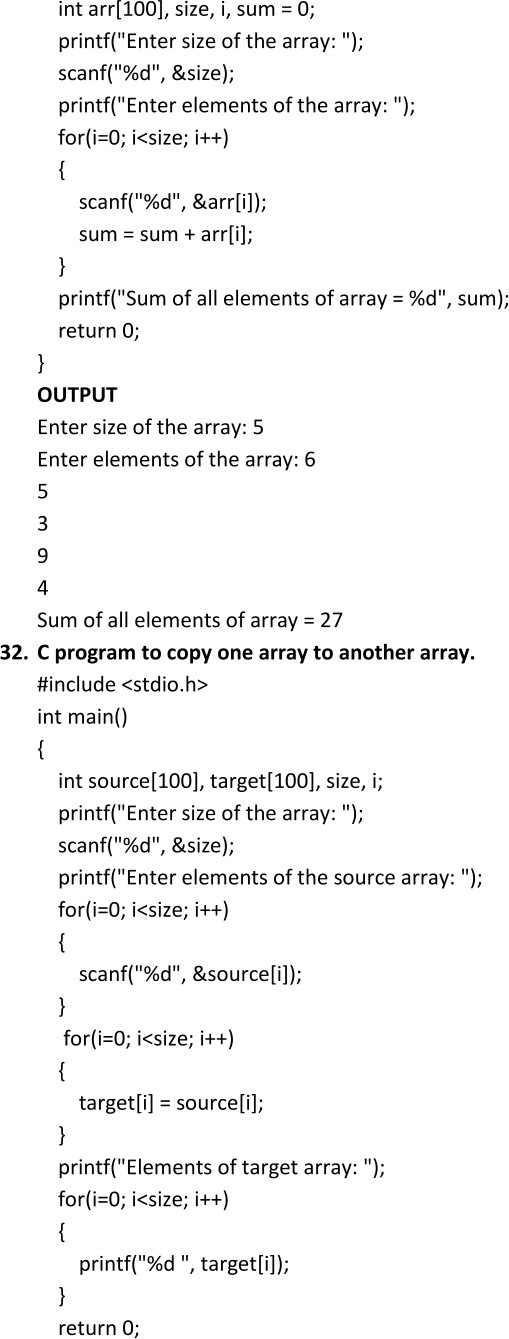 int arr[100], size, i, sum = 0;
printf("Enter size of the array: ");
scanf("%d", &size);
printf("Enter elements of the array: ");
for(i=0; i<size; i++)
{
scanf("%d", &arr[i]);
sum = sum + arr[i];
}
printf("Sum of all elements of array = %d", sum);
return 0;
}
OUTPUT
Enter size of the array: 5
Enter elements of the array: 6
5
3
9
4
Sum of all elements of array = 27
32. C program to copy one array to another array.
#include <stdio.h>
int main()
{
int source[100], target[100], size, i;
printf("Enter size of the array: ");
scanf("%d", &size);
printf("Enter elements of the source array: ");
for(i=0; i<size; i++)
{
scanf("%d", &source[i]);
}
for(i=0; i<size; i++)
{
target[i] = source[i];
}
printf("Elements of target array: ");
for(i=0; i<size; i++)
{
printf("%d ", target[i]);
}
return 0;